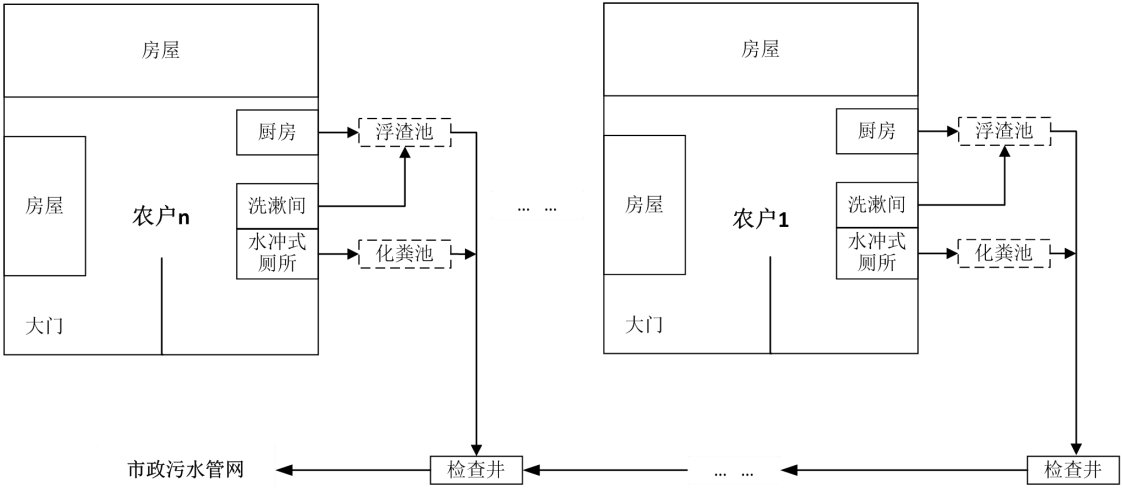 房屋
厨房
浮渣池
房屋
农户n
洗漱间
水冲式
厕所
化粪池
大门
... ...
房屋
厨房
浮渣池
房屋
农户1
洗漱间
水冲式
厕所
化粪池
大门
市政污水管网
检查井
... ...
检查井